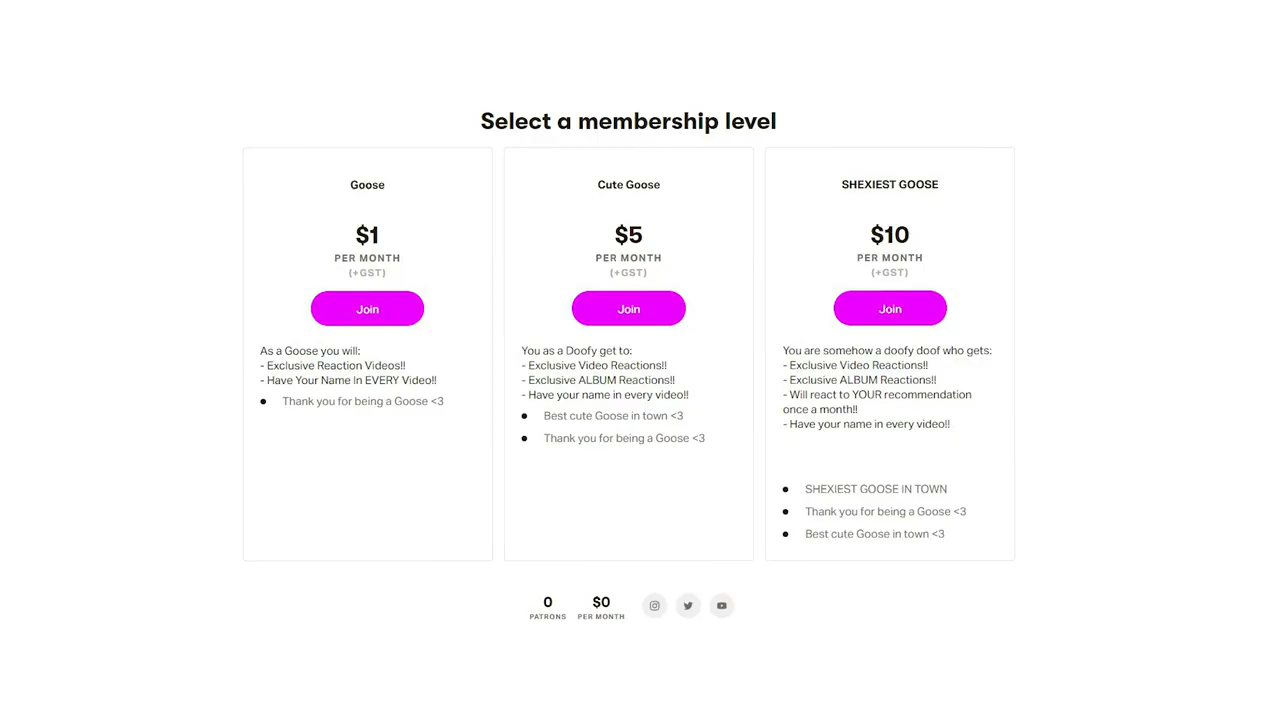 Select a membership level
Goose
$1
PER MONTH
(+GST)
Join
As a Goose you will:
- Exclusive Reaction Videos!!
- Have Your Name In EVERY Video!!
Thank you for being a Goose <3
Cute Goose
$5
PER MONTH
(+GST)
Join
You as a Doofy get to:
- Exclusive Video Reactions!!
- Exclusive ALBUM Reactions!!
- Have your name in every video!!
Best cute Goose in town <3
Thank you for being a Goose <3
SHEXIEST GOOSE
$10
PER MONTH
(+GST)
Join
You are somehow a doofy doof who gets:
- Exclusive Video Reactions!!
- Exclusive ALBUM Reactions!!
- Will react to YOUR recommendation
once a month!!
- Have your name in every video!!
SHEXIEST GOOSE IN TOWN
Thank you for being a Goose <3
Best cute Goose in town <3
0
PATRONS
$0
PER MONTH